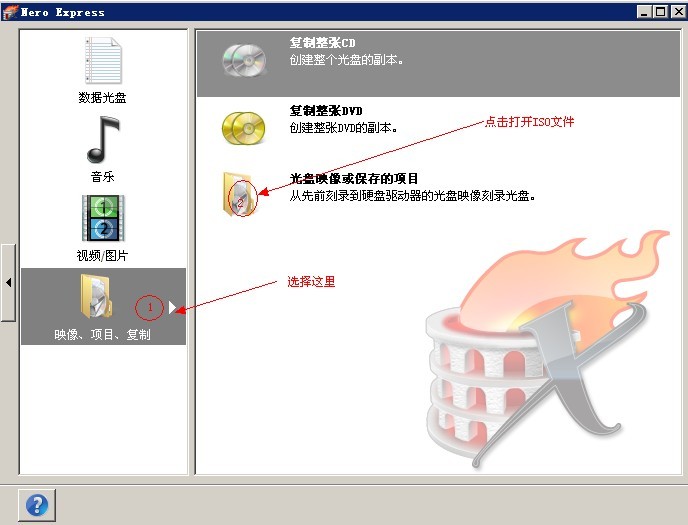 Nero Express
数据光盘
音乐
视频/图片
映像、项目、复制
1
选择这里
复制整张CD
创建整个光盘的副本。
复制整张DVD
创建整张DVD的副本。
点击打开ISO文件
光盘映像或保存的项目
从先前刻录到硬盘驱动器的光盘映像刻录光盘。
2
1
2
?